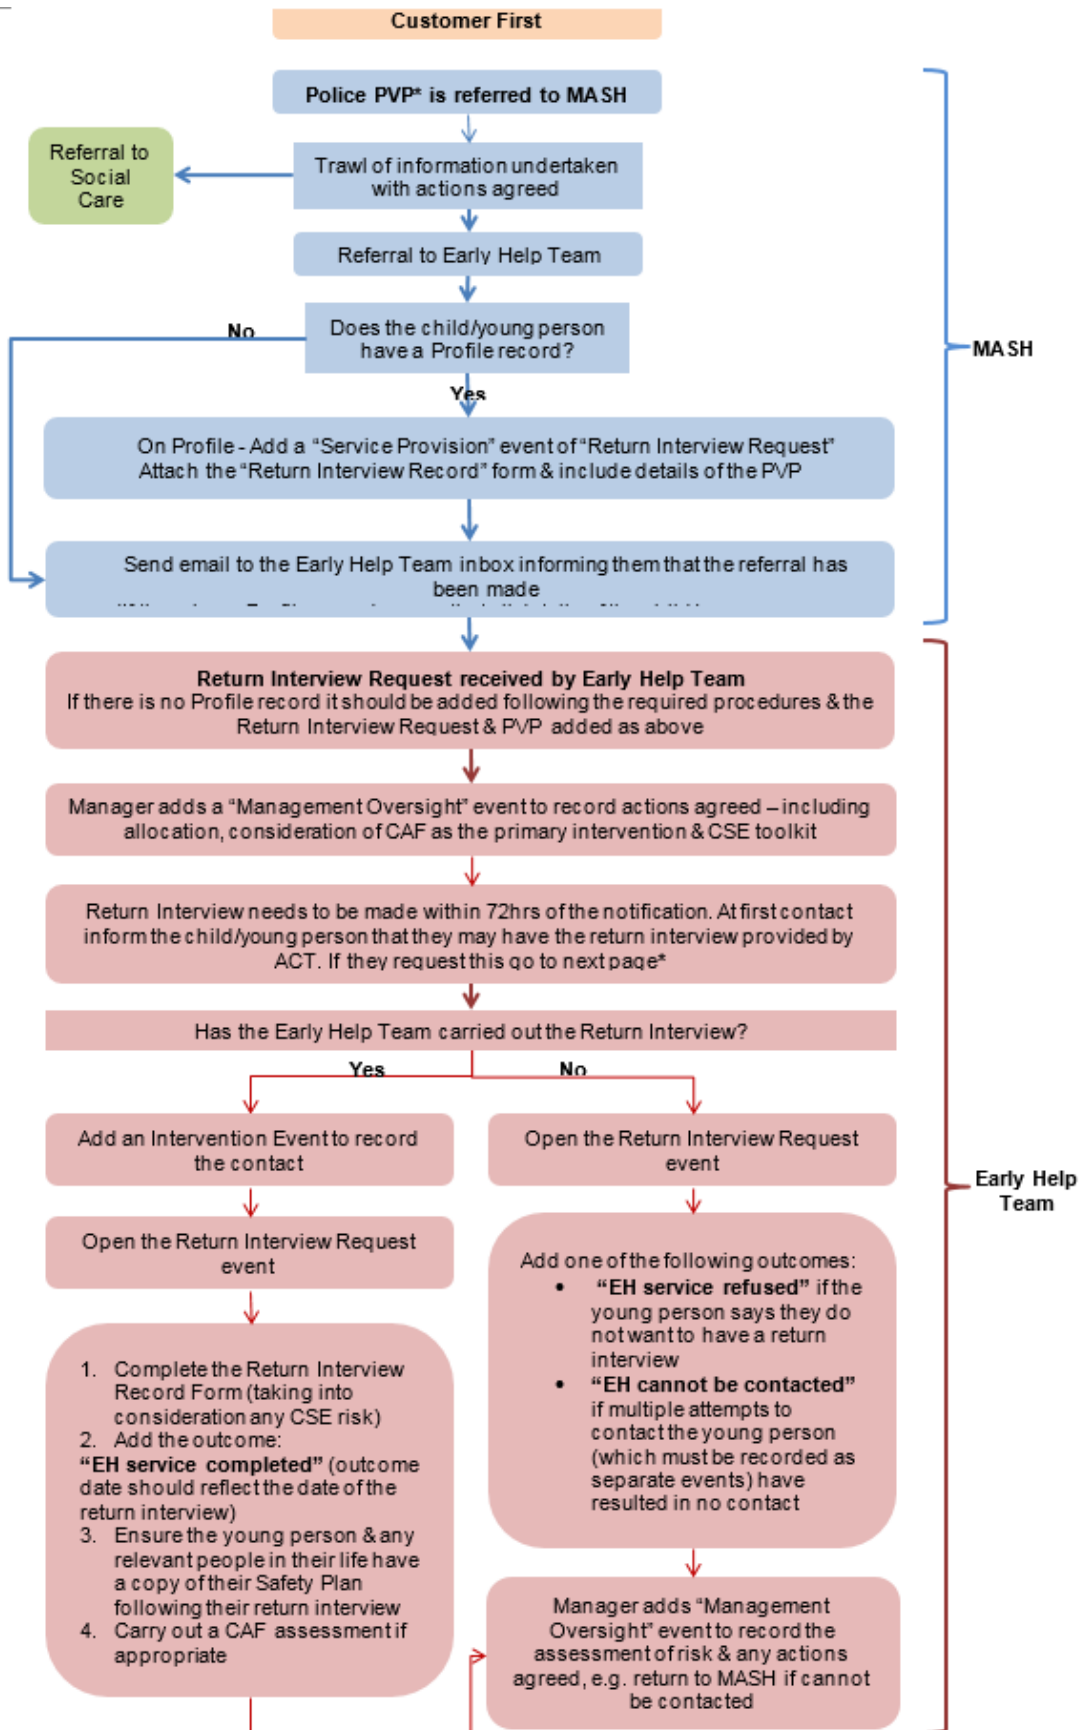 Customer First
Police PVP* is referred to MASH
Referral to
Social
Care
Trawl of information undertaken
with actions agreed
Referral to Early Help Team
No
Does the child/young person
have a Profile record?
MASH
Yes
On Profile - Add a “Service Provision” event of “Return Interview Request”
Attach the “Return Interview Record” form & include details of the PVP
Send email to the Early Help Team inbox informing them that the referral has
been made
Return Interview Request received by Early Help Team
If there is no Profile record it should be added following the required procedures & the
Return Interview Request & PVP added as above
Manager adds a “Management Oversight” event to record actions agreed – including
allocation, consideration of CAF as the primary intervention & CSE toolkit
Return Interview needs to be made within 72hrs of the notification. At first contact
inform the child/young person that they may have the return interview provided by
ACT. If they request this go to next page*
Has the Early Help Team carried out the Return Interview?
Yes
No
Add an Intervention Event to record
the contact
Open the Return Interview Request
event
Early Help
Team
Open the Return Interview Request
event
Add one of the following outcomes:
• “EH service refused” if the
young person says they do
not want to have a return
interview
• “EH cannot be contacted”
if multiple attempts to
contact the young person
(which must be recorded as
separate events) have
resulted in no contact
1. Complete the Return Interview
Record Form (taking into
consideration any CSE risk)
2. Add the outcome:
“EH service completed” (outcome
date should reflect the date of the
return interview)
3. Ensure the young person & any
relevant people in their life have
a copy of their Safety Plan
following their return interview
4. Carry out a CAF assessment if
appropriate
Manager adds “Management
Oversight” event to record the
assessment of risk & any actions
agreed, e.g. return to MASH if cannot
be contacted